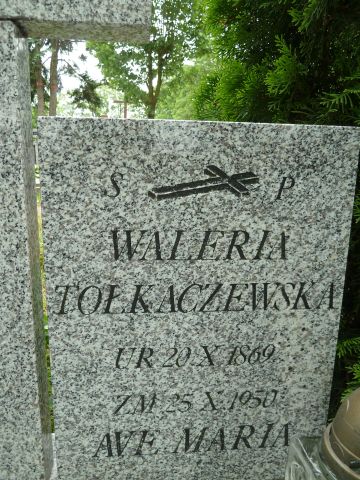 S P
WALERIA
TOŁKACZEWSKA
UR 20 X 1869
ZM 25 X 1950
AVE MARIA